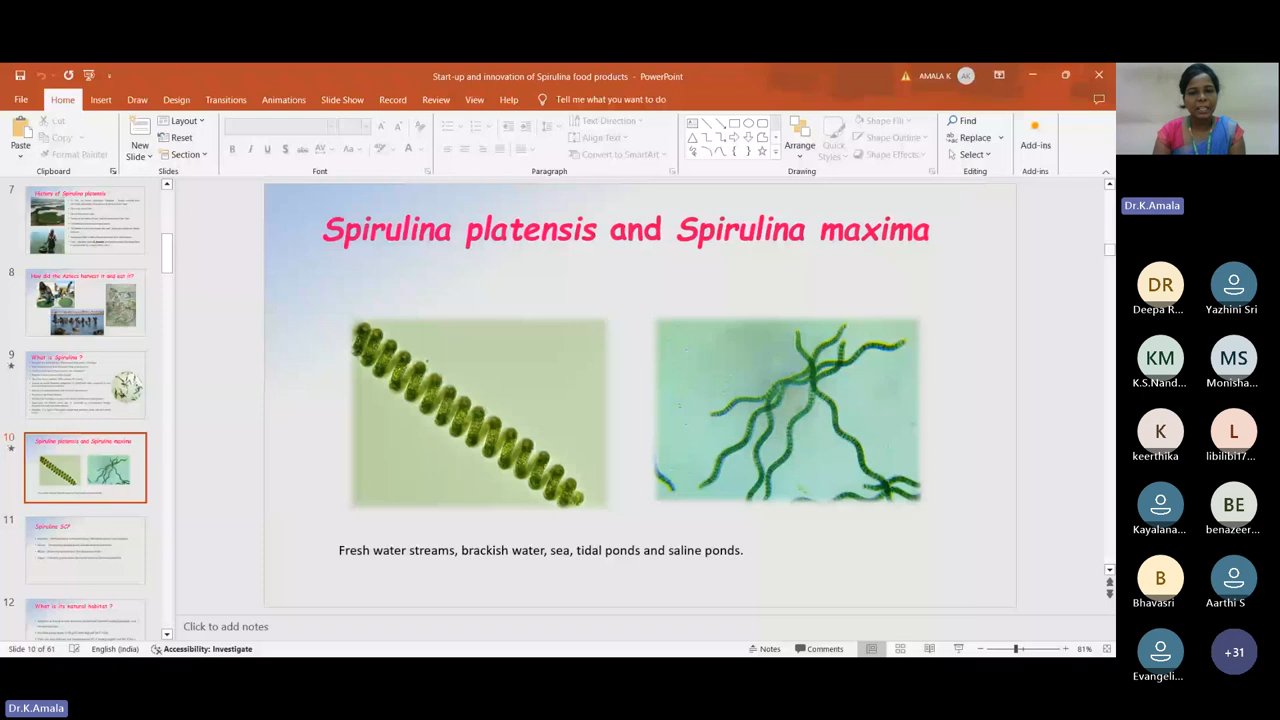 Start-up and innovation of Spirulina food products - PowerPoint
AMALA K
AK
File
Home
Insert
Draw
Design
Transitions
Animations
Slide Show
Record
Review
View
Help
Tell me what you want to do
Paste
Cut
Copy
Format Painter
Clipboard
New
Slide
Layout
Reset
Section
Slides
Font
Text Direction
Align Text
Convert to SmartArt
Paragraph
Arrange
Quick
Styles
Shape Fill
Shape Outline
Shape Effects
Drawing
Find
Replace
Select
Editing
Add-ins
Add-ins
7
History of Spirulina platensis
8
How did the Aztecs harvest it and eat it?
9
What is Spirulina ?
10
Spirulina platensis and Spirulina maxima
11
Spirulina SCP
12
What is its natural habitat ?
Spirulina platensis and Spirulina maxima
Fresh water streams, brackish water, sea, tidal ponds and saline ponds.
Click to add notes
Slide 10 of 61
English (India)
Accessibility: Investigate
Notes
Comments
81%
Dr.K.Amala
DR
Deepa R...
Yazhini Sri
KM
K.S.Nand...
MS
Monisha...
K
keerthika
L
libilibi17...
Kayalana...
BE
benazeer...
B
Bhavasri
Aarthi S
Evangeli...
+31
Dr.K.Amala